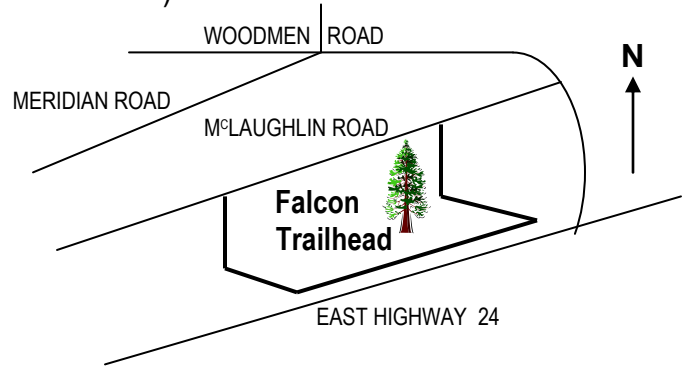 )
WOODMEN ROAD
N
MERIDIAN ROAD
McLAUGHLIN ROAD
Falcon
Trailhead
EAST HIGHWAY 24